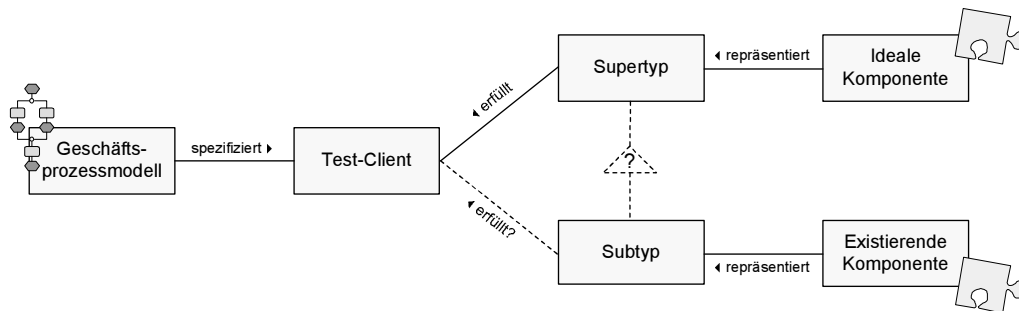 Supertyp
◂ repräsentiert
Ideale
Komponente
◂ erfüllt
Geschäfts-
prozessmodell
spezifiziert ▸
Test-Client
?
◂ erfüllt?
Subtyp
◂ repräsentiert
Existierende
Komponente